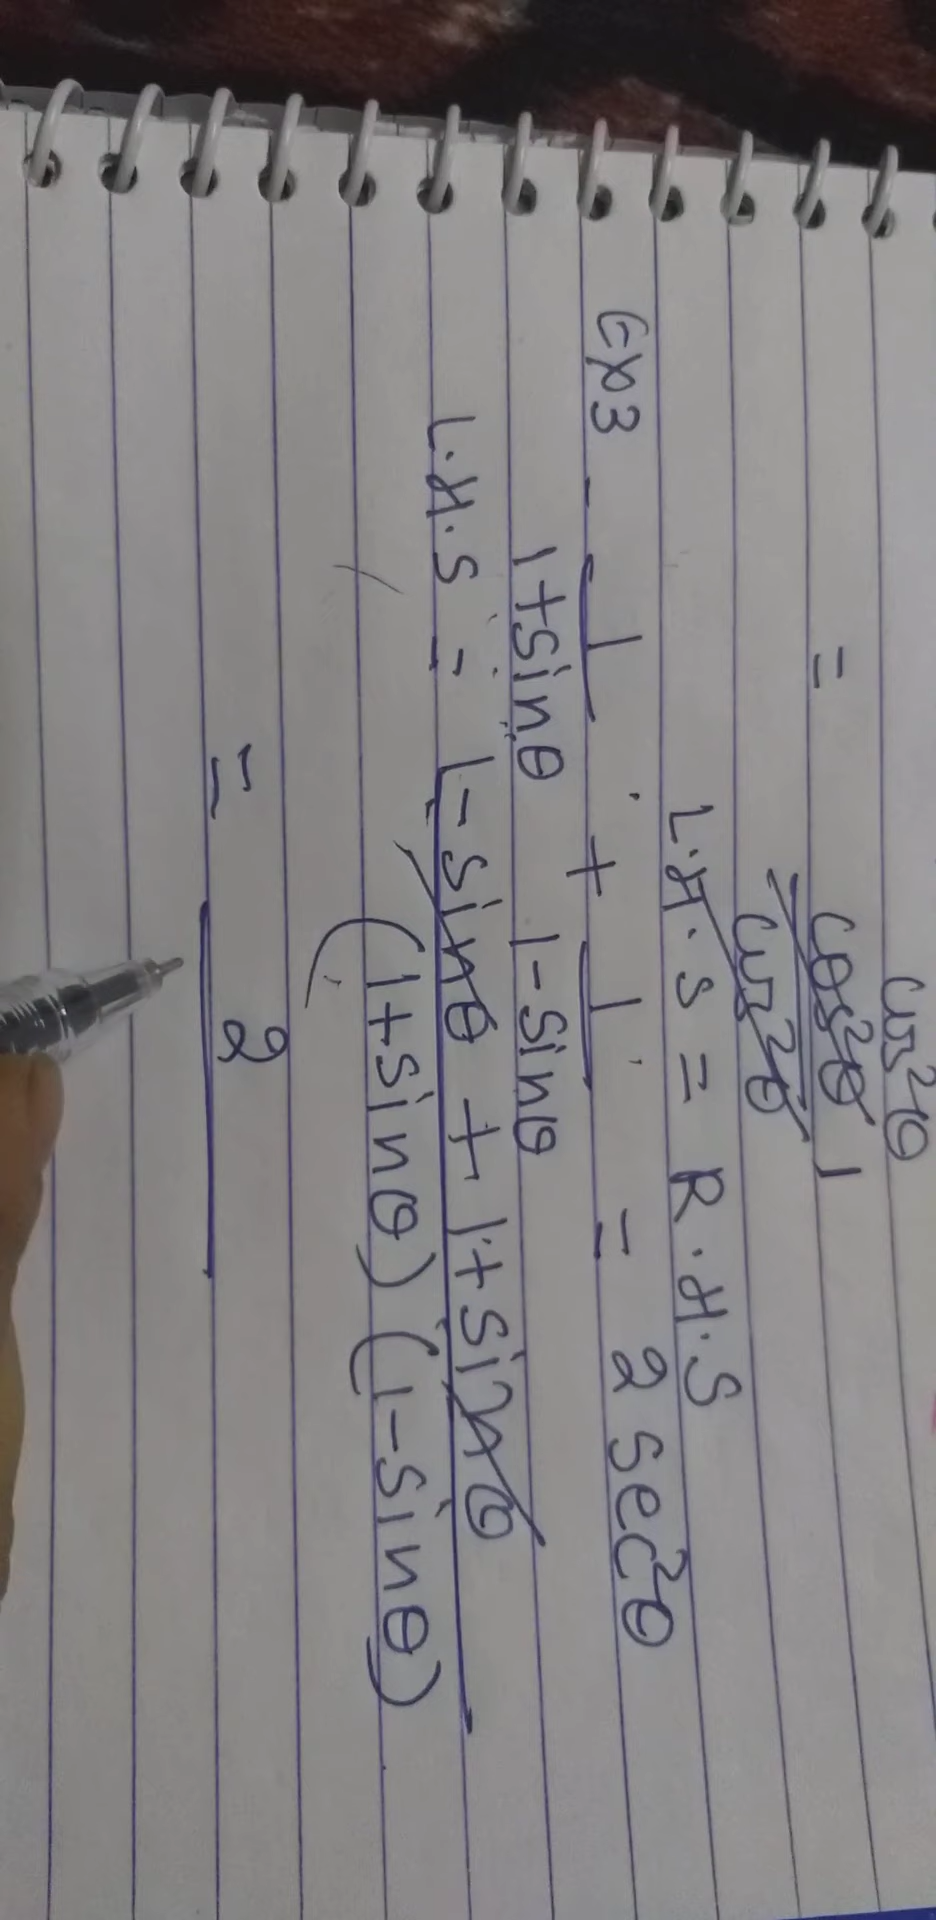 cos²θ
= cos²θ 1
cos²θ
L.H.S = R.H.S
Ex3 - 1 + 1 = 2 sec²θ
1+sinθ 1-sinθ
L.H.S = 1-sinθ + 1+sinθ
(1+sinθ) (1-sinθ)
= 2